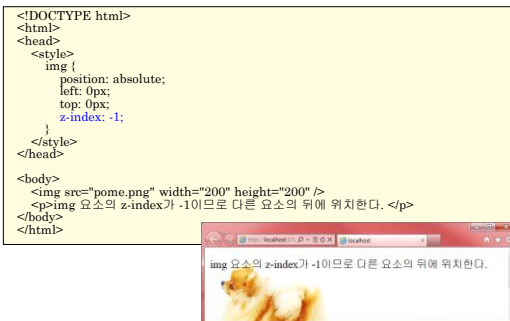 <!DOCTYPE html>
<html>
<head>
<style>
img {
position: absolute;
left: 0px;
top: 0px;
z-index: -1;
}
</style>
</head>
<body>
<img src="pome.png" width="200" height="200" />
<p>img 요소의 z-index가 -1이므로 다른 요소의 뒤에 위치한다. </p>
</body>
</html>
localhost
img 요소의 z-index가 -1이므로 다른 요소의 뒤에 위치한다.